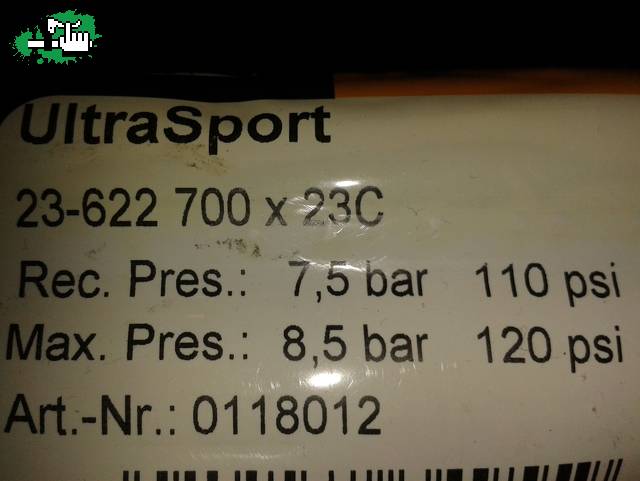 UltraSport
23-622 700 x 23C
Rec. Pres.: 7,5 bar 110 psi
Max. Pres.: 8,5 bar 120 psi
Art.-Nr.: 0118012